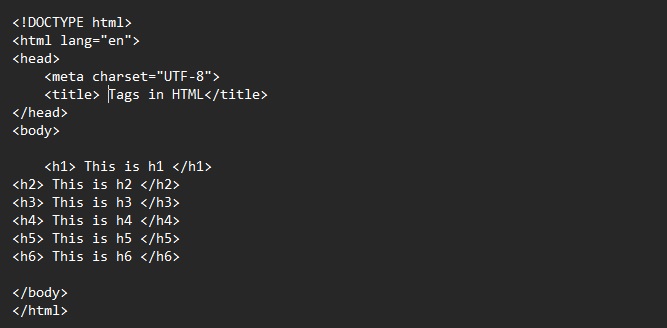 <!DOCTYPE html>
<html lang="en">
<head>
    <meta charset="UTF-8">
    <title> Tags in HTML</title>
</head>
<body>

    <h1> This is h1 </h1>
<h2> This is h2 </h2>
<h3> This is h3 </h3>
<h4> This is h4 </h4>
<h5> This is h5 </h5>
<h6> This is h6 </h6>

</body>
</html>